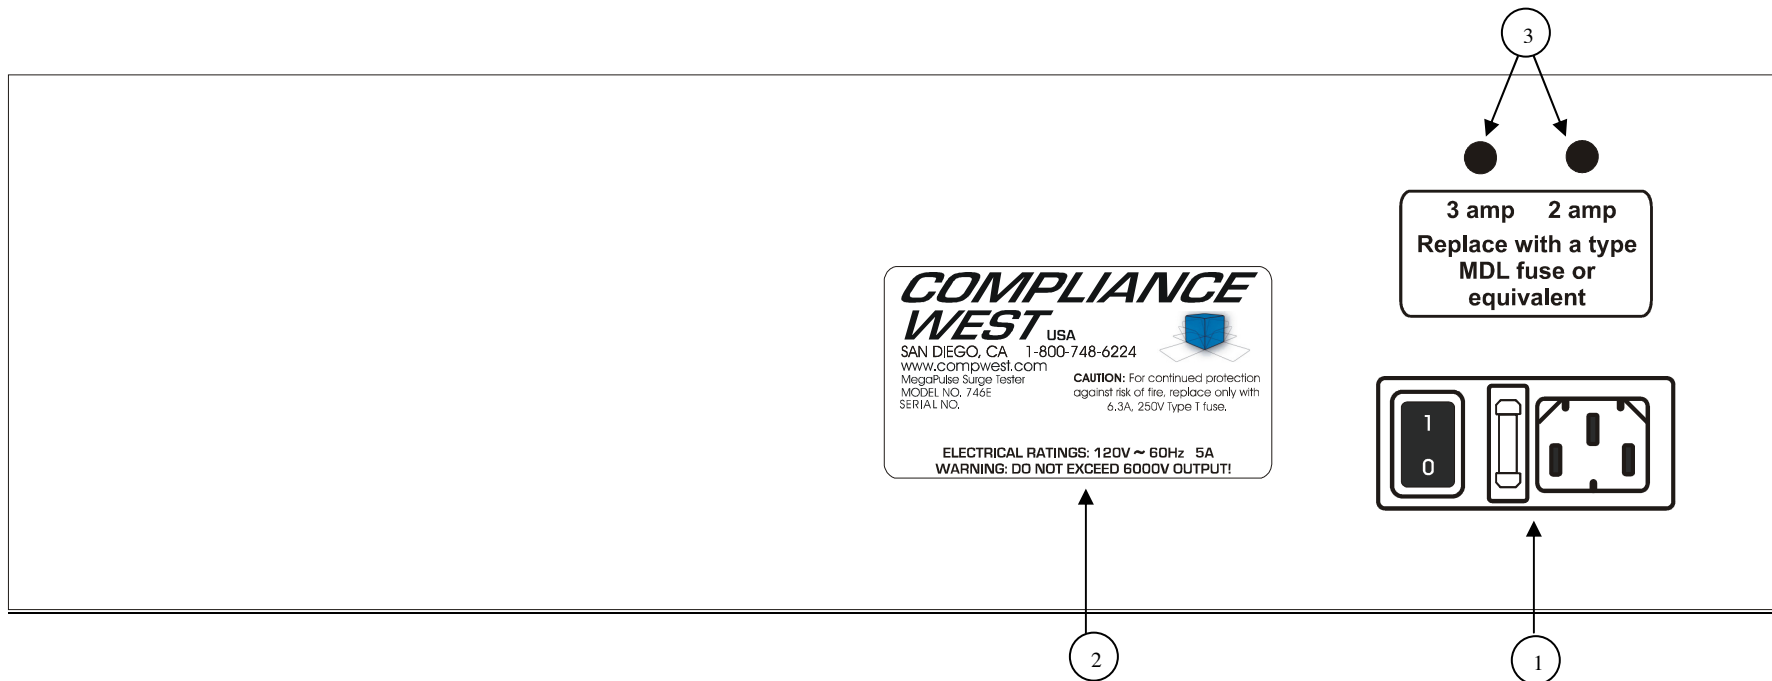 3
3 amp 2 amp
Replace with a type
MDL fuse or
equivalent
COMPLIANCE
WEST USA
SAN DIEGO, CA 1-800-748-6224
www.compwest.com
MegaPulse Surge Tester
MODEL NO. 746E
SERIAL NO.
CAUTION: For continued protection
against risk of fire, replace only with
6.3A, 250V Type T fuse.
ELECTRICAL RATINGS: 120V ~ 60Hz 5A
WARNING: DO NOT EXCEED 6000V OUTPUT!
1
0
2
1